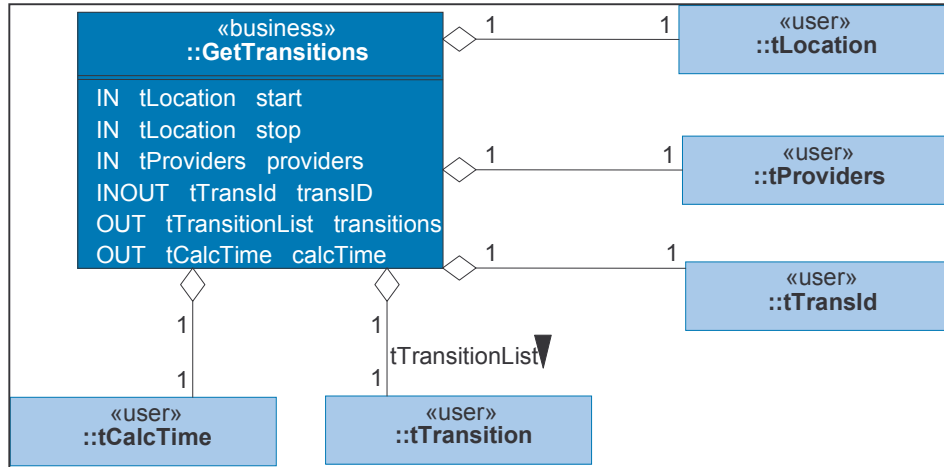 «business»
::GetTransitions
IN tLocation start
IN tLocation stop
IN tProviders providers
INOUT tTransId transID
OUT tTransitionList transitions
OUT tCalcTime calcTime
1 1
«user»
::tLocation
1 1
«user»
::tProviders
1 1
«user»
::tTransId
1
1
«user»
::tCalcTime
1
tTransitionList
1
«user»
::tTransition